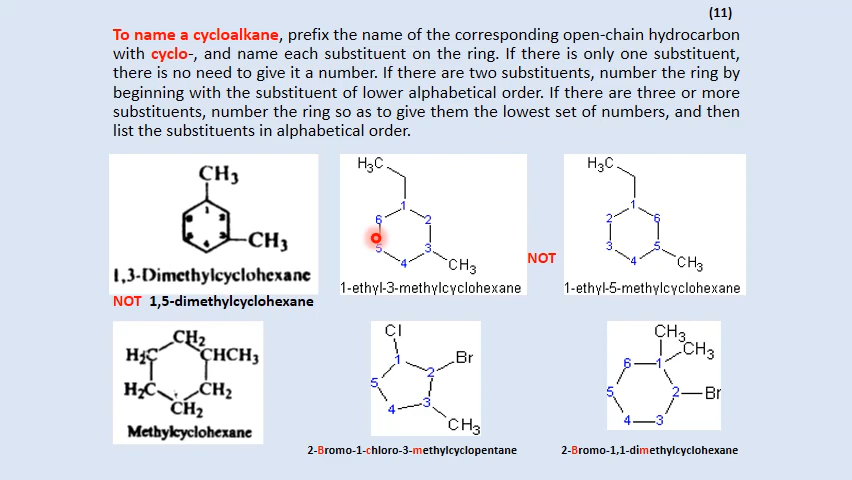 (11)
To name a cycloalkane, prefix the name of the corresponding open-chain hydrocarbon
with cyclo-, and name each substituent on the ring. If there is only one substituent,
there is no need to give it a number. If there are two substituents, number the ring by
beginning with the substituent of lower alphabetical order. If there are three or more
substituents, number the ring so as to give them the lowest set of numbers, and then
list the substituents in alphabetical order.
CH3
1
3
4
CH3
1,3-Dimethylcyclohexane
NOT 1,5-dimethylcyclohexane
H3C
1
6
2
5
3
4
CH3
1-ethyl-3-methylcyclohexane
NOT
H3C
1
2
6
3
5
4
CH3
1-ethyl-5-methylcyclohexane
CH2
H2C
CHCH3
H2C
CH2
CH2
Methylcyclohexane
Cl
1
Br
2
5
4
3
CH3
2-Bromo-1-chloro-3-methylcyclopentane
CH3
CH3
6
1
5
2
Br
4
3
2-Bromo-1,1-dimethylcyclohexane